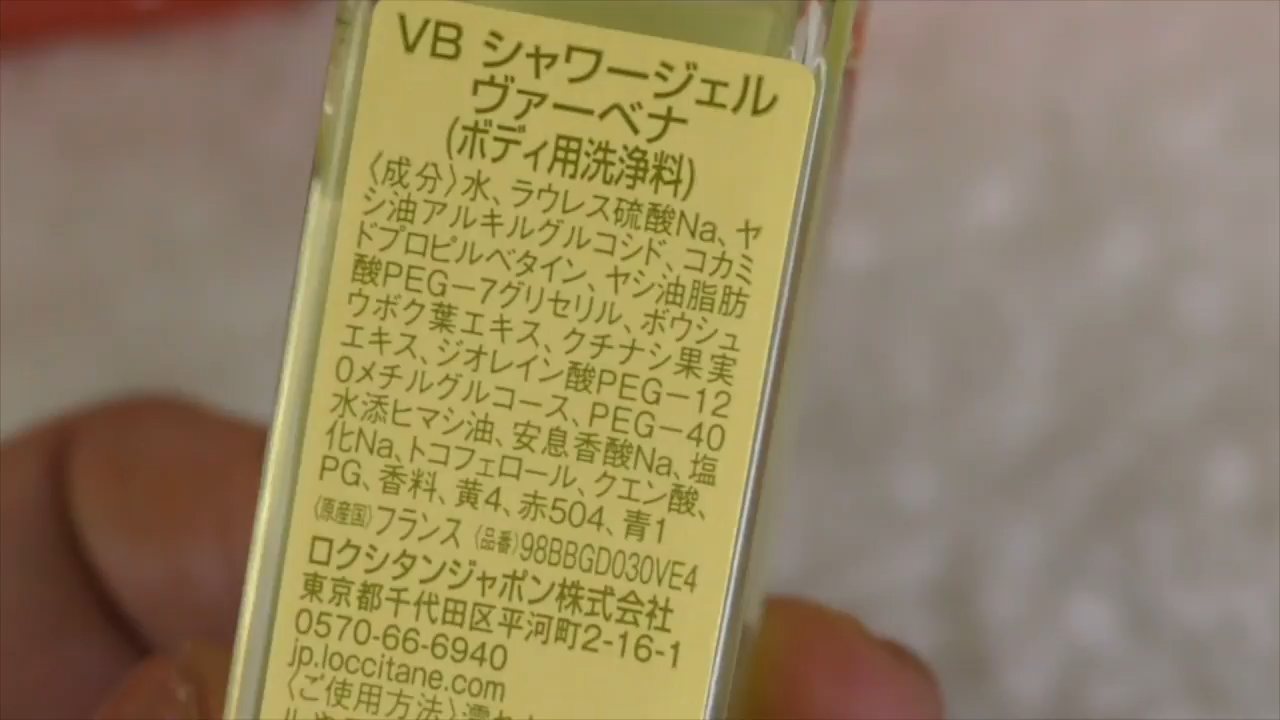 VB シャワージェル
ヴァーベナ
(ボディ用洗浄料)
〈成分〉水、ラウレス硫酸Na、ヤ
シ油アルキルグルコシド、コカミ
ドプロピルベタイン、ヤシ油脂肪
酸PEG－7グリセリル、ボウシュ
ウボク葉エキス、クチナシ果実
エキス、ジオレイン酸PEG－12
0メチルグルコース、PEG－40
水添ヒマシ油、安息香酸Na、塩
化Na、トコフェロール、クエン酸、
PG、香料、黄4、赤504、青1
〈原産国〉フランス 〈品番〉98BBGD030VE4
ロクシタンジャポン株式会社
東京都千代田区平河町2-16-1
0570-66-6940
jp.loccitane.com
〈ご使用方法〉濡れ